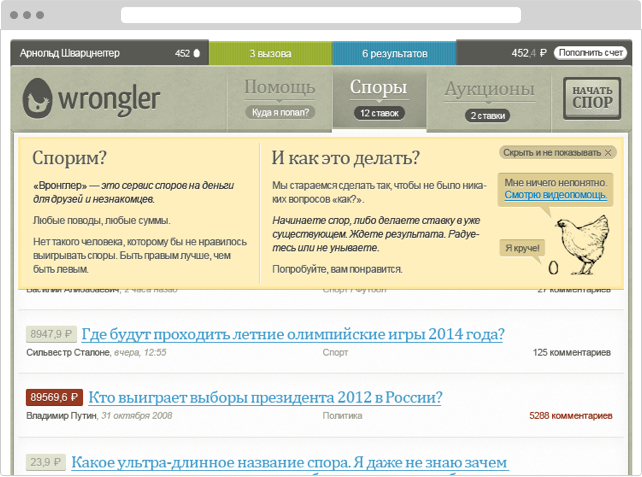 Арнольд Шварцнеггер 452 3 вызова 6 результатов 452,4 ₽ Пополнить счет
wrongler
Помощь
Куда я попал?
Споры
12 ставок
Аукционы
2 ставки
НАЧАТЬ
СПОР
Спорим?
«Вронглер» — это сервис споров на деньги
для друзей и незнакомцев.
Любые поводы, любые суммы.
Нет такого человека, которому бы не нравилось
выигрывать споры. Быть правым лучше, чем
быть левым.
И как это делать?
Мы стараемся сделать так, чтобы не было ника-
ких вопросов «как?».
Начинаете спор, либо делаете ставку в уже
существующем. Ждете результата. Радуе-
тесь или не унываете.
Попробуйте, вам понравится.
Скрыть и не показывать
Мне ничего непонятно.
Смотрю видеопомощь.
Я круче!
Василий Алибабаевич, 2 часа назад Спорт / Футбол 27 комментариев
8947,9 ₽ Где будут проходить летние олимпийские игры 2014 года?
Сильвестр Сталоне, вчера, 12:55 Спорт 125 комментариев
89569,6 ₽ Кто выиграет выборы президента 2012 в России?
Владимир Путин, 31 октября 2008 Политика 5288 комментариев
23,9 ₽ Какое ультра-длинное название спора. Я даже не знаю зачем